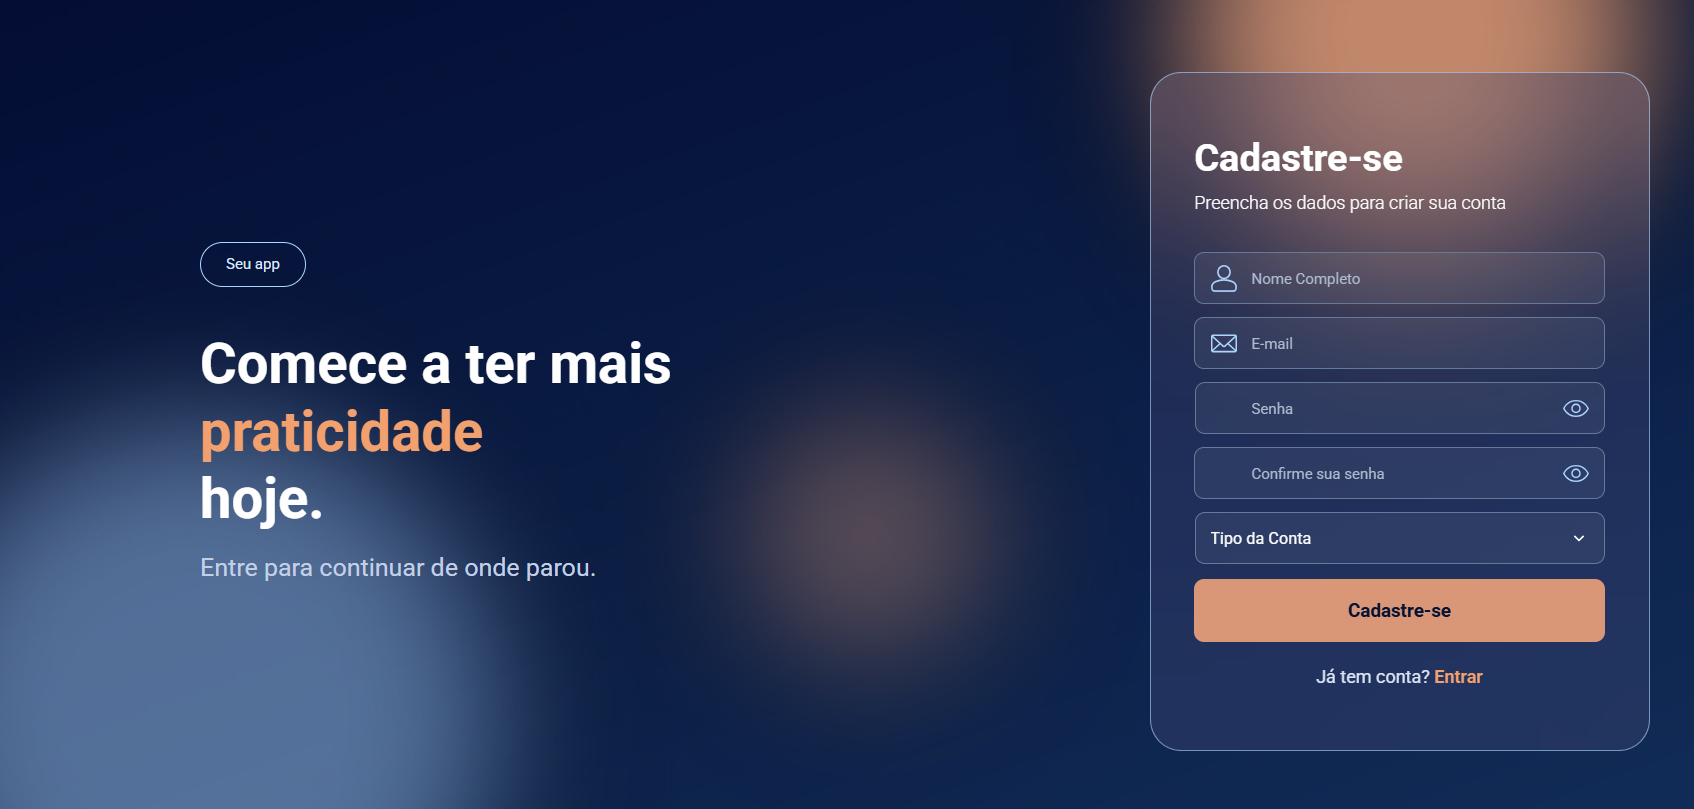 Seu app
Comece a ter mais
praticidade
hoje.
Entre para continuar de onde parou.
Cadastre-se
Preencha os dados para criar sua conta
Nome Completo
E-mail
Senha
Confirme sua senha
Tipo da Conta
Cadastre-se
Já tem conta? Entrar